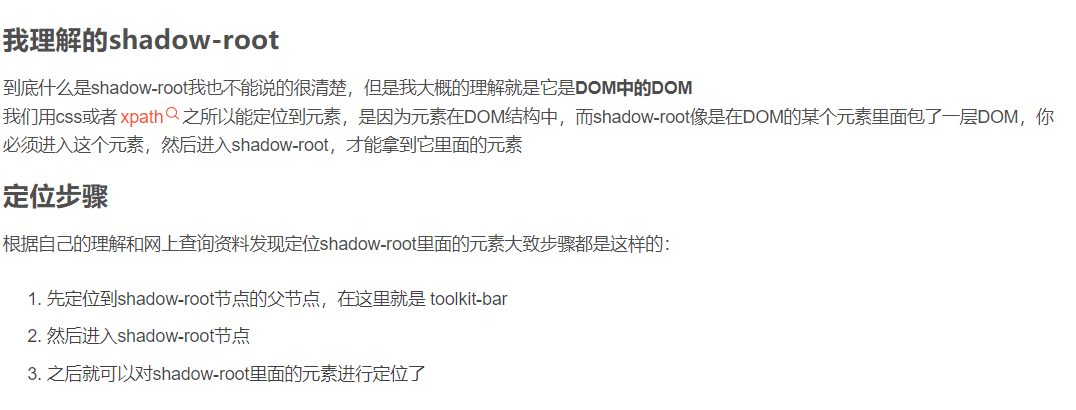 我理解的shadow-root
到底什么是shadow-root我也不能说的很清楚，但是我大概的理解就是它是DOM中的DOM
我们用css或者 xpath 之所以能定位到元素，是因为元素在DOM结构中，而shadow-root像是在DOM的某个元素里面包了一层DOM，你
必须进入这个元素，然后进入shadow-root，才能拿到它里面的元素
定位步骤
根据自己的理解和网上查询资料发现定位shadow-root里面的元素大致步骤都是这样的：
1. 先定位到shadow-root节点的父节点，在这里就是 toolkit-bar
2. 然后进入shadow-root节点
3. 之后就可以对shadow-root里面的元素进行定位了